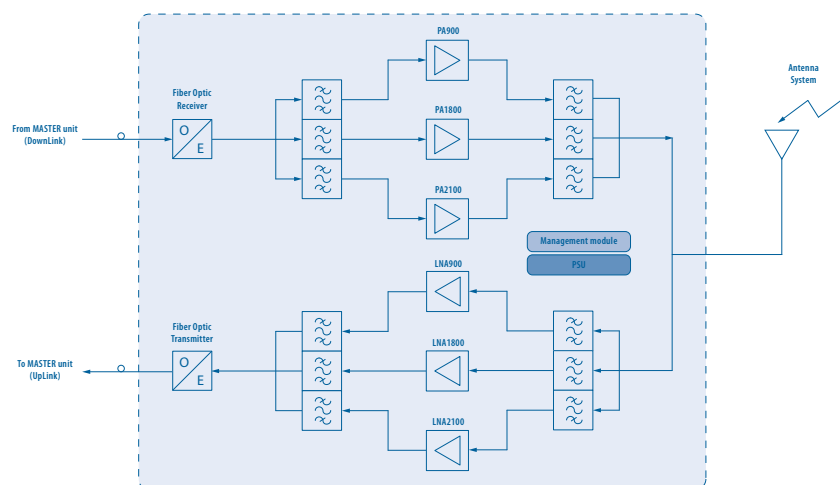 PA900
Antenna
System
Fiber Optic
Receiver
From MASTER unit
(DownLink)
O
E
PA1800
PA2100
Management module
PSU
LNA900
Fiber Optic
Transmitter
LNA1800
To MASTER unit
(UpLink)
O
E
LNA2100